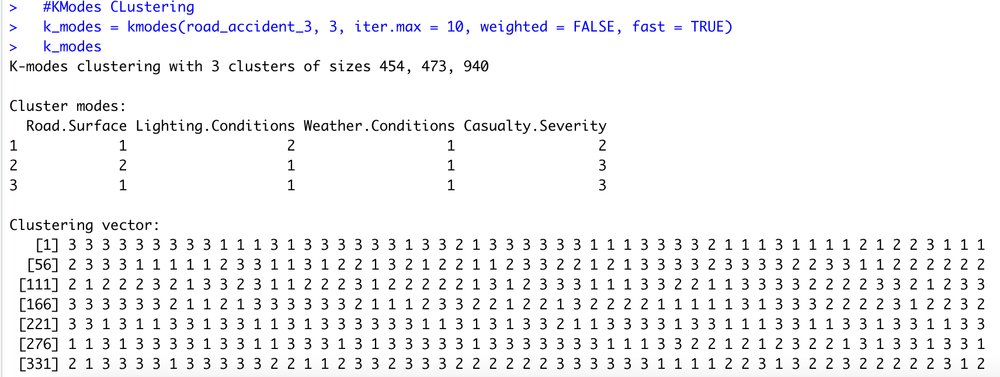 >   #KModes CLustering
>   k_modes = kmodes(road_accident_3, 3, iter.max = 10, weighted = FALSE, fast = TRUE)
>   k_modes
K-modes clustering with 3 clusters of sizes 454, 473, 940
Cluster modes:
  Road.Surface Lighting.Conditions Weather.Conditions Casualty.Severity
1            1                   2                  1                 2
2            2                   1                  1                 3
3            1                   1                  1                 3
Clustering vector:
   [1] 3 3 3 3 3 3 3 3 3 1 1 1 3 1 3 3 3 3 3 3 1 3 3 2 1 3 3 3 3 3 3 1 1 1 3 3 3 3 2 1 1 1 3 1 1 1 1 2 1 2 2 3 1 1 1
  [56] 2 3 3 3 1 1 1 1 1 2 3 3 1 1 3 1 2 2 1 3 2 1 2 2 1 1 2 3 3 2 2 1 2 1 3 3 3 3 2 3 3 3 3 2 2 3 3 1 1 2 2 2 2 2 2
 [111] 2 1 2 2 2 3 2 1 3 3 2 3 1 1 2 2 2 3 1 2 2 2 2 2 1 3 1 2 3 3 3 1 1 1 3 3 2 2 1 1 3 3 3 3 2 2 2 2 3 3 2 1 2 3 3
 [166] 3 3 3 3 3 3 2 1 1 2 1 3 3 3 3 3 3 2 1 1 1 2 3 3 2 2 1 2 2 1 3 2 2 2 2 1 1 1 1 1 3 1 3 3 3 2 2 2 2 3 1 2 2 3 2
 [221] 3 3 1 3 1 1 3 3 1 3 3 1 1 3 1 3 3 3 3 3 3 1 1 3 1 3 1 3 3 2 1 1 3 3 3 3 1 3 3 1 1 1 3 3 1 1 3 3 1 3 3 1 1 3 3
 [276] 1 1 3 1 3 3 3 3 1 3 3 1 1 3 3 3 1 3 1 3 3 3 3 3 1 3 3 3 3 3 3 3 1 1 1 3 3 2 2 1 2 1 2 3 2 2 1 3 1 3 3 1 3 3 1
 [331] 2 1 3 3 3 3 1 3 3 3 3 3 2 2 1 1 2 3 3 2 3 3 3 2 2 2 2 2 2 3 3 3 3 3 3 1 1 1 1 2 2 3 1 3 2 2 3 2 2 2 2 2 3 1 2